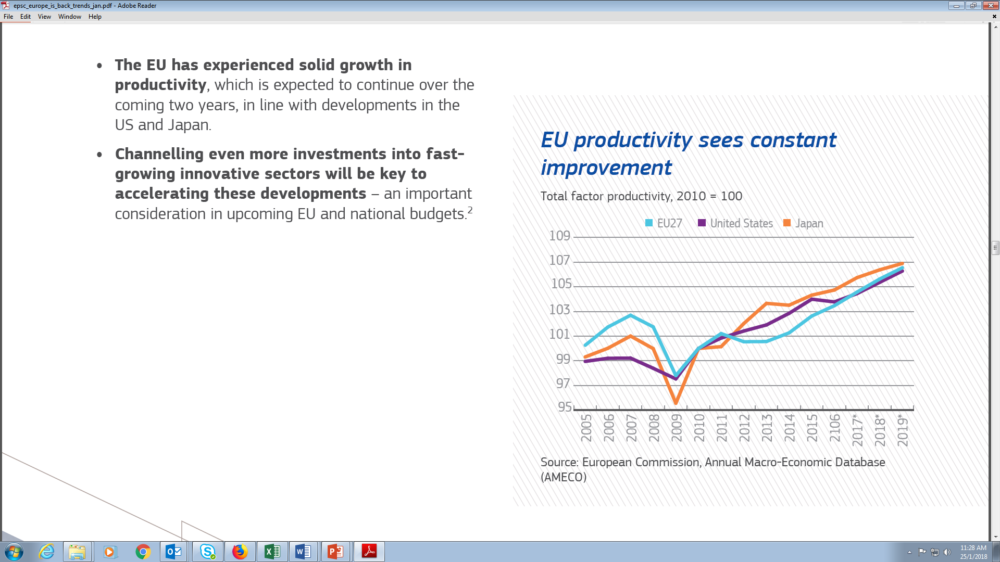 epsc_europe_is_back_trends_jan.pdf - Adobe Reader
File Edit View Window Help
• The EU has experienced solid growth in
productivity, which is expected to continue over the
coming two years, in line with developments in the
US and Japan.
• Channelling even more investments into fast-
growing innovative sectors will be key to
accelerating these developments – an important
consideration in upcoming EU and national budgets.2
EU productivity sees constant
improvement
Total factor productivity, 2010 = 100
EU27 United States Japan
109
107
105
103
101
99
97
95
2005 2006 2007 2008 2009 2010 2011 2012 2013 2014 2015 2106 2017* 2018* 2019*
Source: European Commission, Annual Macro-Economic Database
(AMECO)
11:28 AM
25/1/2018